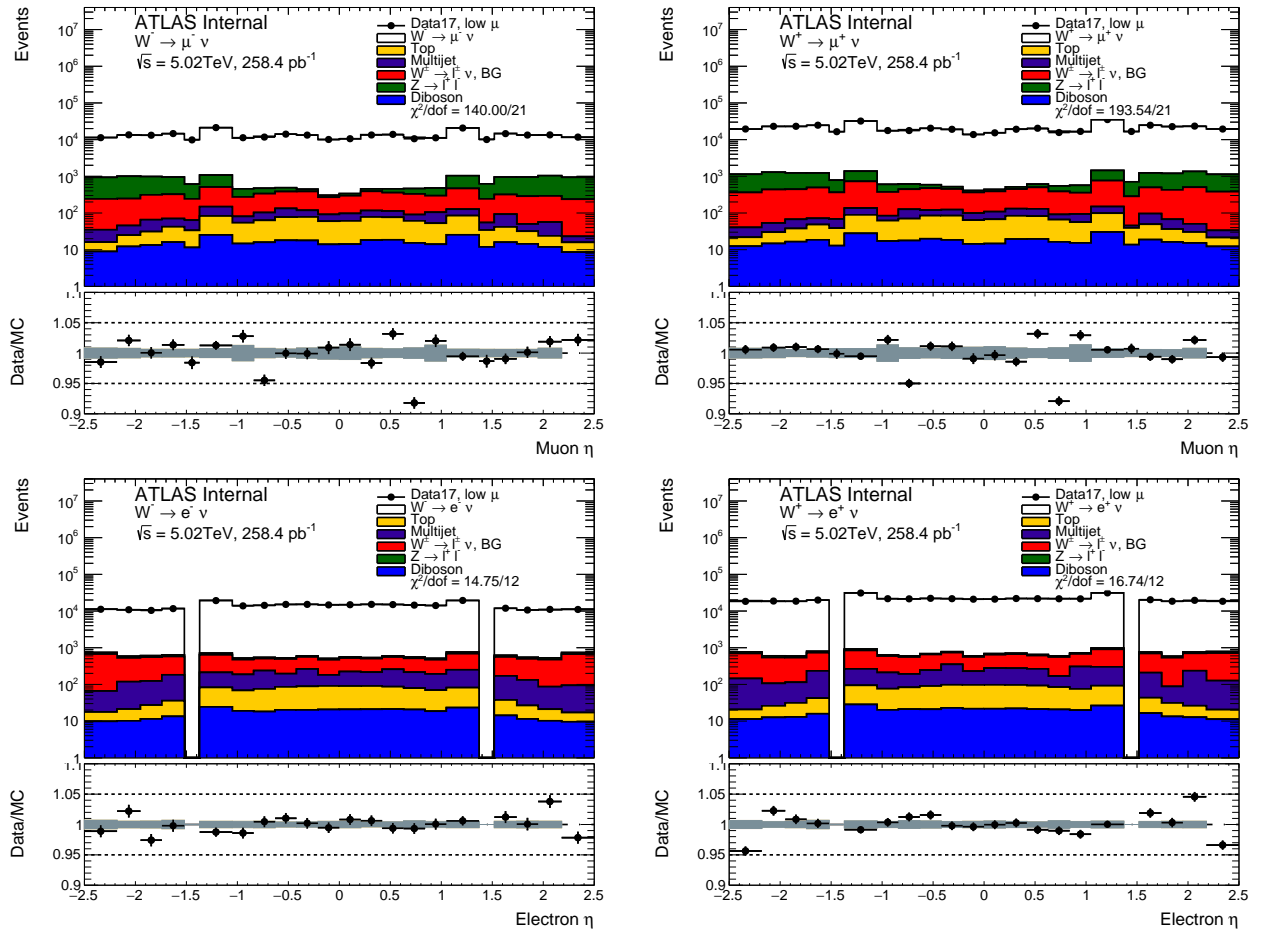 ATLAS Internal
W⁻ → μ⁻ ν
√s = 5.02TeV, 258.4 pb⁻¹
Data17, low μ
W⁻ → μ⁻ ν
Top
Multijet
W± → l± ν, BG
Z → l⁺ l⁻
Diboson
χ²/dof = 140.00/21
Events
10⁷
10⁶
10⁵
10⁴
10³
10²
10
1
Data/MC
1.1
1.05
1
0.95
0.9
−2.5 −2 −1.5 −1 −0.5 0 0.5 1 1.5 2 2.5
Muon η
ATLAS Internal
W⁺ → μ⁺ ν
√s = 5.02TeV, 258.4 pb⁻¹
Data17, low μ
W⁺ → μ⁺ ν
Top
Multijet
W± → l± ν, BG
Z → l⁺ l⁻
Diboson
χ²/dof = 193.54/21
Events
10⁷
10⁶
10⁵
10⁴
10³
10²
10
1
Data/MC
1.1
1.05
1
0.95
0.9
−2.5 −2 −1.5 −1 −0.5 0 0.5 1 1.5 2 2.5
Muon η
ATLAS Internal
W⁻ → e⁻ ν
√s = 5.02TeV, 258.4 pb⁻¹
Data17, low μ
W⁻ → e⁻ ν
Top
Multijet
W± → l± ν, BG
Z → l⁺ l⁻
Diboson
χ²/dof = 14.75/12
Events
10⁷
10⁶
10⁵
10⁴
10³
10²
10
1
Data/MC
1.1
1.05
1
0.95
0.9
−2.5 −2 −1.5 −1 −0.5 0 0.5 1 1.5 2 2.5
Electron η
ATLAS Internal
W⁺ → e⁺ ν
√s = 5.02TeV, 258.4 pb⁻¹
Data17, low μ
W⁺ → e⁺ ν
Top
Multijet
W± → l± ν, BG
Z → l⁺ l⁻
Diboson
χ²/dof = 16.74/12
Events
10⁷
10⁶
10⁵
10⁴
10³
10²
10
1
Data/MC
1.1
1.05
1
0.95
0.9
−2.5 −2 −1.5 −1 −0.5 0 0.5 1 1.5 2 2.5
Electron η